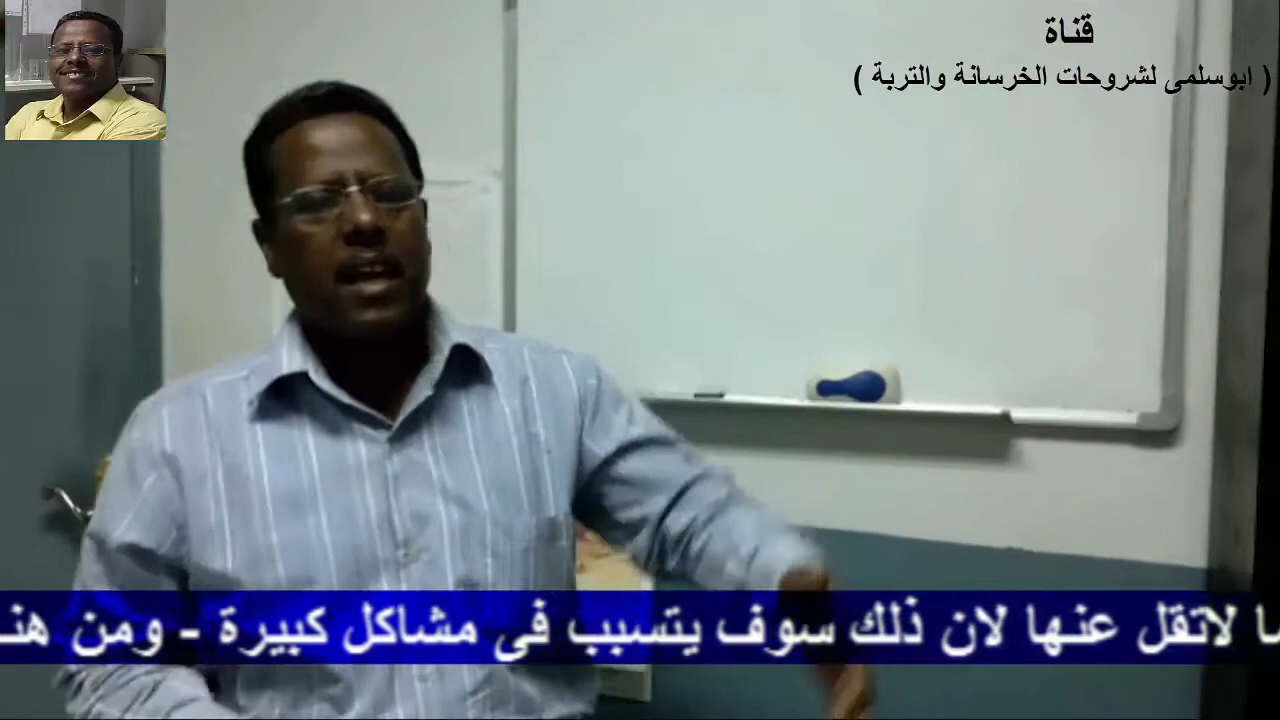 قناة
( ابوسلمى لشروحات الخرسانة والتربة )
لاتقل عنها لان ذلك سوف يتسبب فى مشاكل كبيرة - ومن